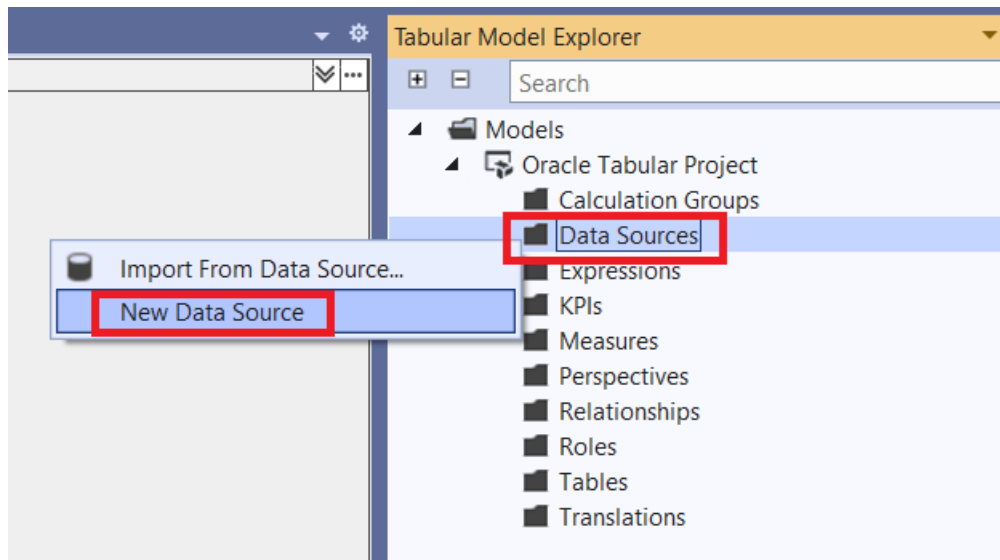 Tabular Model Explorer
Search
Models
Oracle Tabular Project
Calculation Groups
Data Sources
Import From Data Source...
New Data Source
Expressions
KPIs
Measures
Perspectives
Relationships
Roles
Tables
Translations